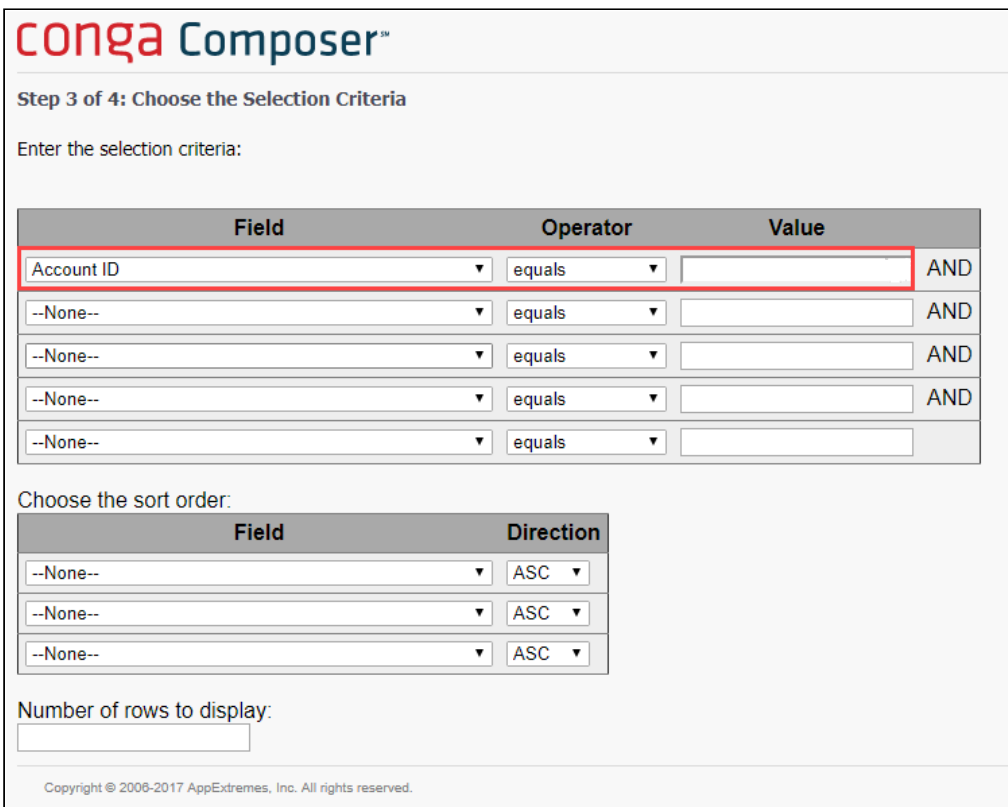 conga Composer℠
Step 3 of 4: Choose the Selection Criteria
Enter the selection criteria:
Field Operator Value
Account ID equals AND
--None-- equals AND
--None-- equals AND
--None-- equals AND
--None-- equals
Choose the sort order:
Field Direction
--None-- ASC
--None-- ASC
--None-- ASC
Number of rows to display:
Copyright © 2006-2017 AppExtremes, Inc. All rights reserved.